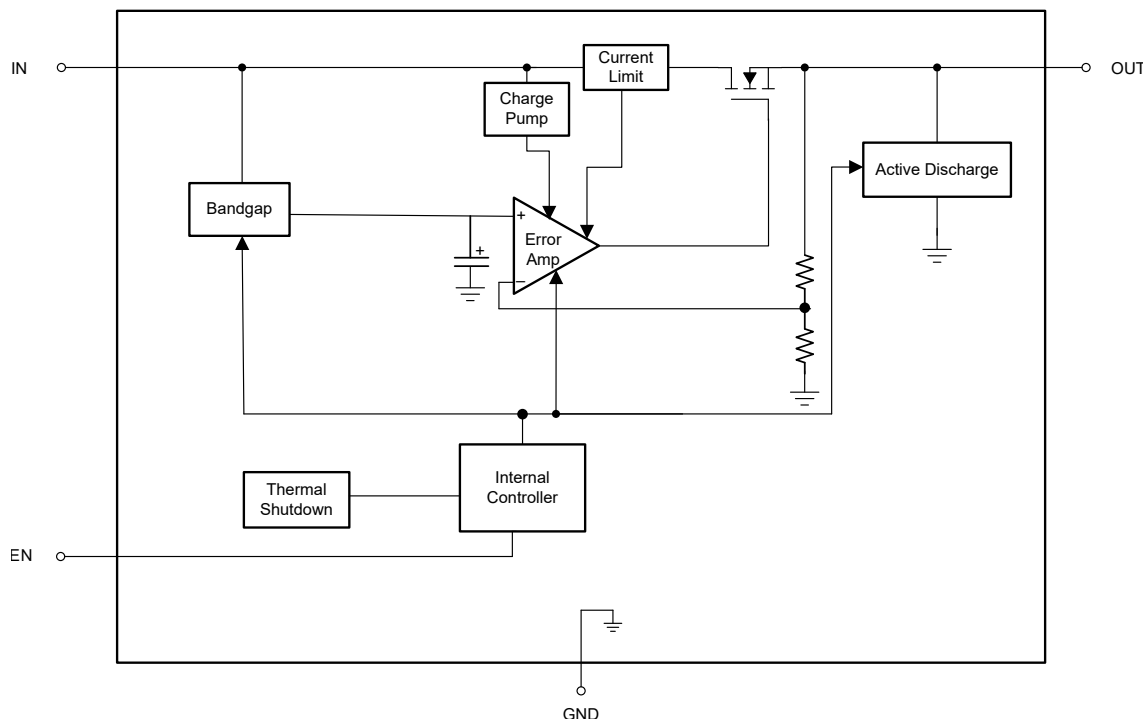 IN
Current
Limit
OUT
Charge
Pump
Active Discharge
Bandgap
+
Error
Amp
+
−
Internal
Controller
Thermal
Shutdown
EN
GND